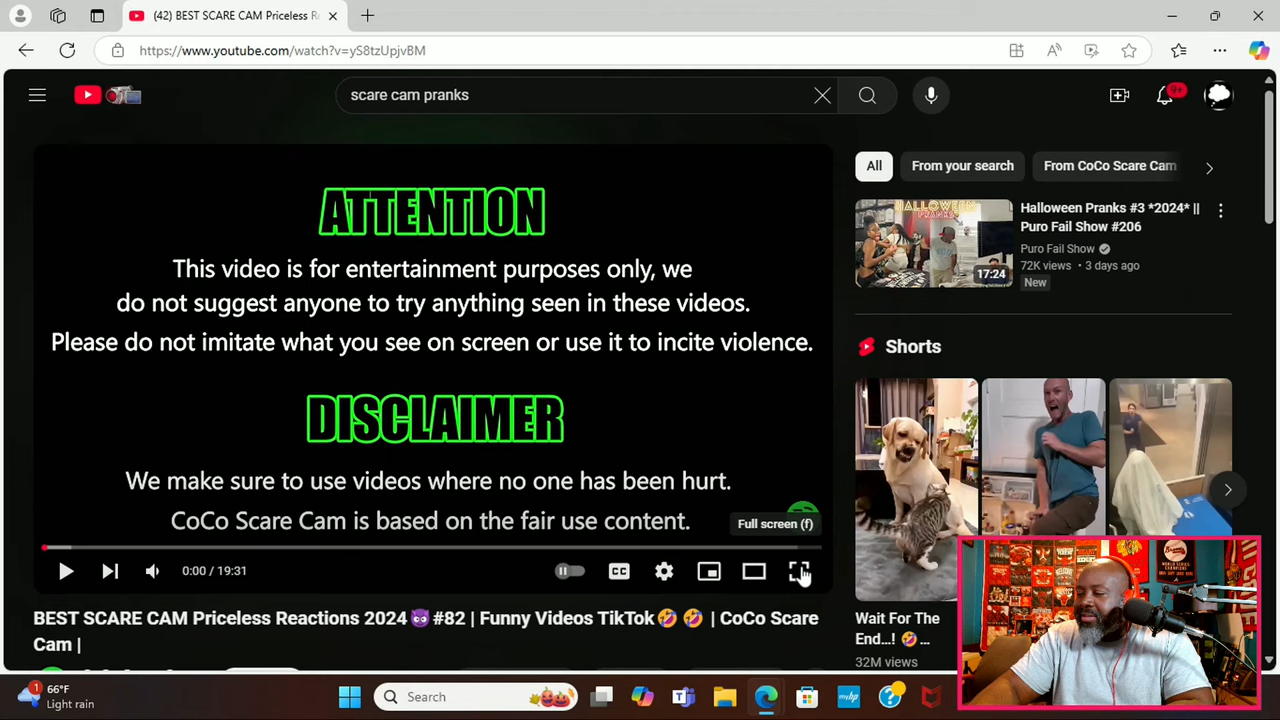 (42) BEST SCARE CAM Priceless R
https://www.youtube.com/watch?v=yS8tzUpjvBM
scare cam pranks
9+
ATTENTION
This video is for entertainment purposes only, we
do not suggest anyone to try anything seen in these videos.
Please do not imitate what you see on screen or use it to incite violence.
DISCLAIMER
We make sure to use videos where no one has been hurt.
CoCo Scare Cam is based on the fair use content.
Full screen (f)
0:00 / 19:31
CC
BEST SCARE CAM Priceless Reactions 2024😈#82 | Funny Videos TikTok🤣🤣 | CoCo Scare
Cam |
All
From your search
From CoCo Scare Cam
HALLOWEEN
PRANKS
17:24
Halloween Pranks #3 *2024* ||
Puro Fail Show #206
Puro Fail Show
72K views • 3 days ago
New
Shorts
Wait For The
End...! 🤣...
32M views
1
66°F
Light rain
Search